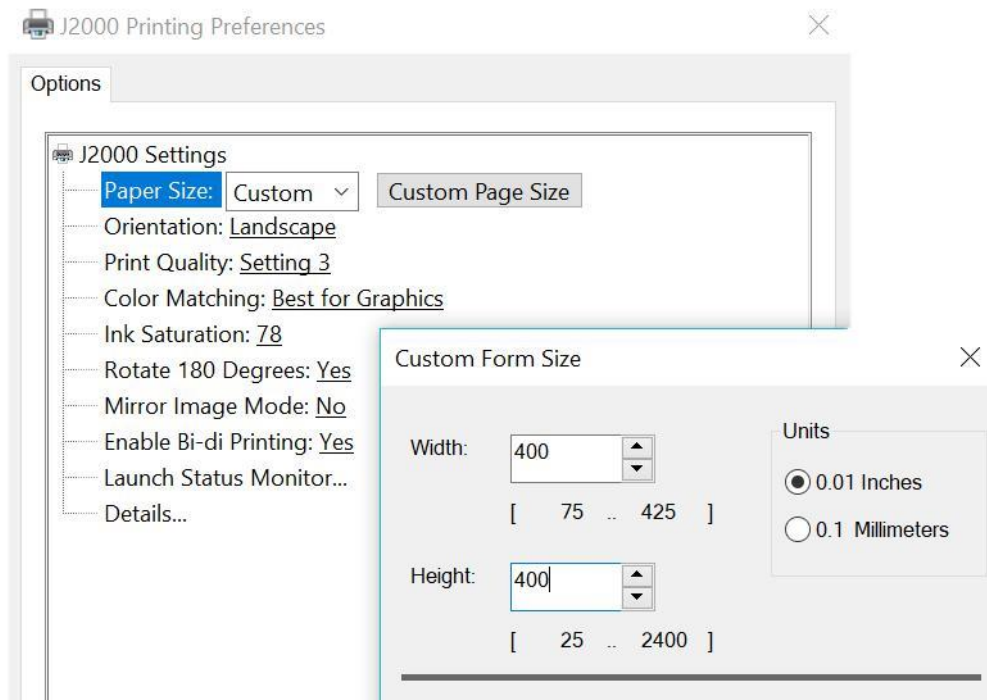 J2000 Printing Preferences
Options
J2000 Settings
Paper Size: Custom Custom Page Size
Orientation: Landscape
Print Quality: Setting 3
Color Matching: Best for Graphics
Ink Saturation: 78
Rotate 180 Degrees: Yes
Mirror Image Mode: No
Enable Bi-di Printing: Yes
Launch Status Monitor...
Details...
Custom Form Size
Width: 400
[ 75 .. 425 ]
Height: 400
[ 25 .. 2400 ]
Units
0.01 Inches
0.1 Millimeters